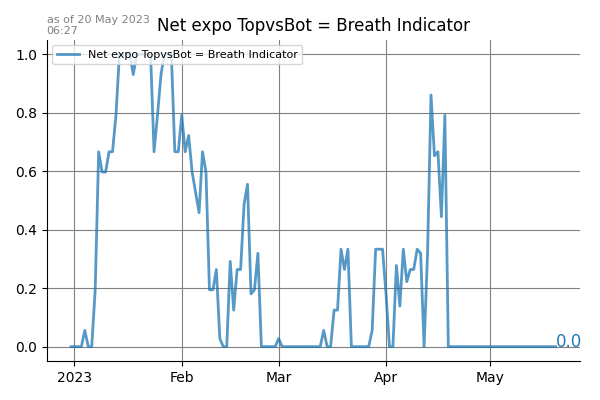 as of 20 May 2023
06:27
Net expo TopvsBot = Breath Indicator
Net expo TopvsBot = Breath Indicator
1.0
0.8
0.6
0.4
0.2
0.0
0.0
2023
Feb
Mar
Apr
May